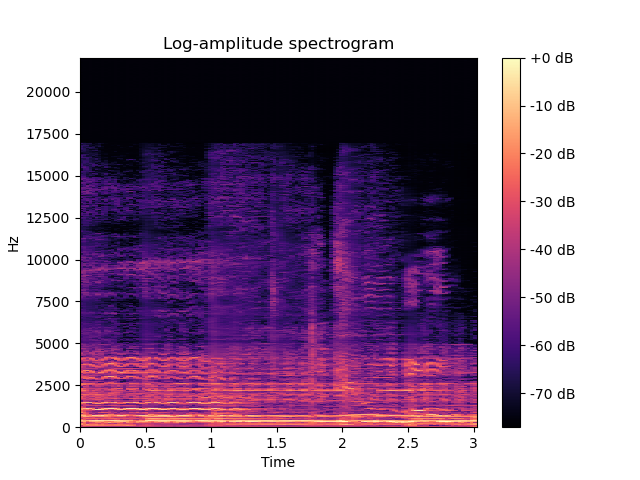 Log-amplitude spectrogram
Hz
20000
17500
15000
12500
10000
7500
5000
2500
0
0 0.5 1 1.5 2 2.5 3
Time
+0 dB
-10 dB
-20 dB
-30 dB
-40 dB
-50 dB
-60 dB
-70 dB